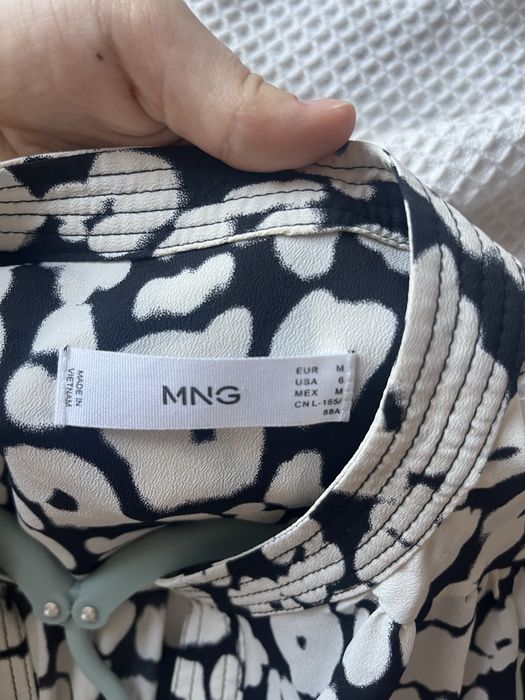 MADE IN
VIETNAM
MNG
EUR M
USA 6
MEX M
CN L-165/
88A